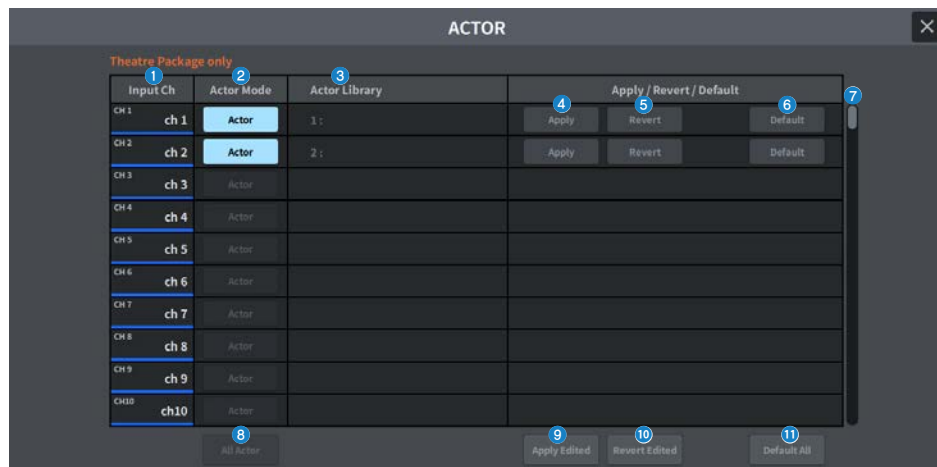 ACTOR
Theatre Package only
1 2 3
Input Ch Actor Mode Actor Library Apply / Revert / Default
4 5 6 7
CH 1 ch 1 Actor 1: Apply Revert Default
CH 2 ch 2 Actor 2: Apply Revert Default
CH 3 ch 3 Actor
CH 4 ch 4 Actor
CH 5 ch 5 Actor
CH 6 ch 6 Actor
CH 7 ch 7 Actor
CH 8 ch 8 Actor
CH 9 ch 9 Actor
CH10 ch10 Actor
8 9 10 11
All Actor Apply Edited Revert Edited Default All